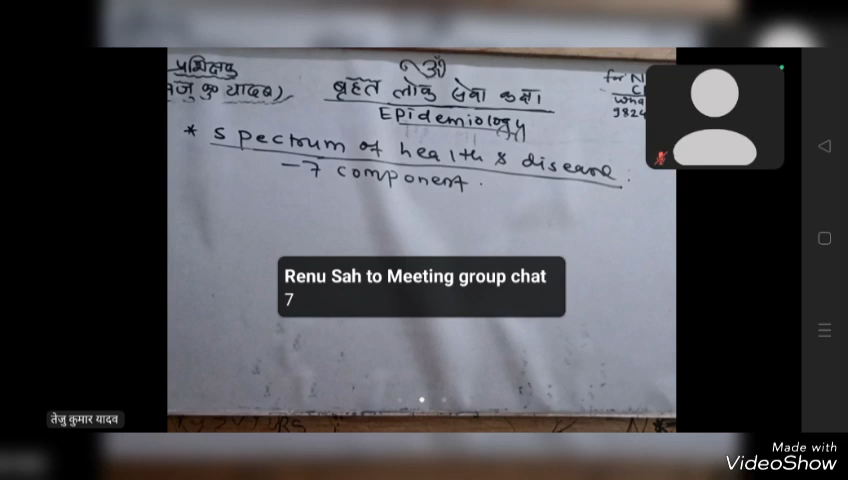 ॐ
प्रशिक्षक
बृहत लोक सेवा कक्षा
Epidemiology
* Spectrum of health & disease
- 7 component.
Renu Sah to Meeting group chat
7
तेजु कुमार यादव
Made with
VideoShow